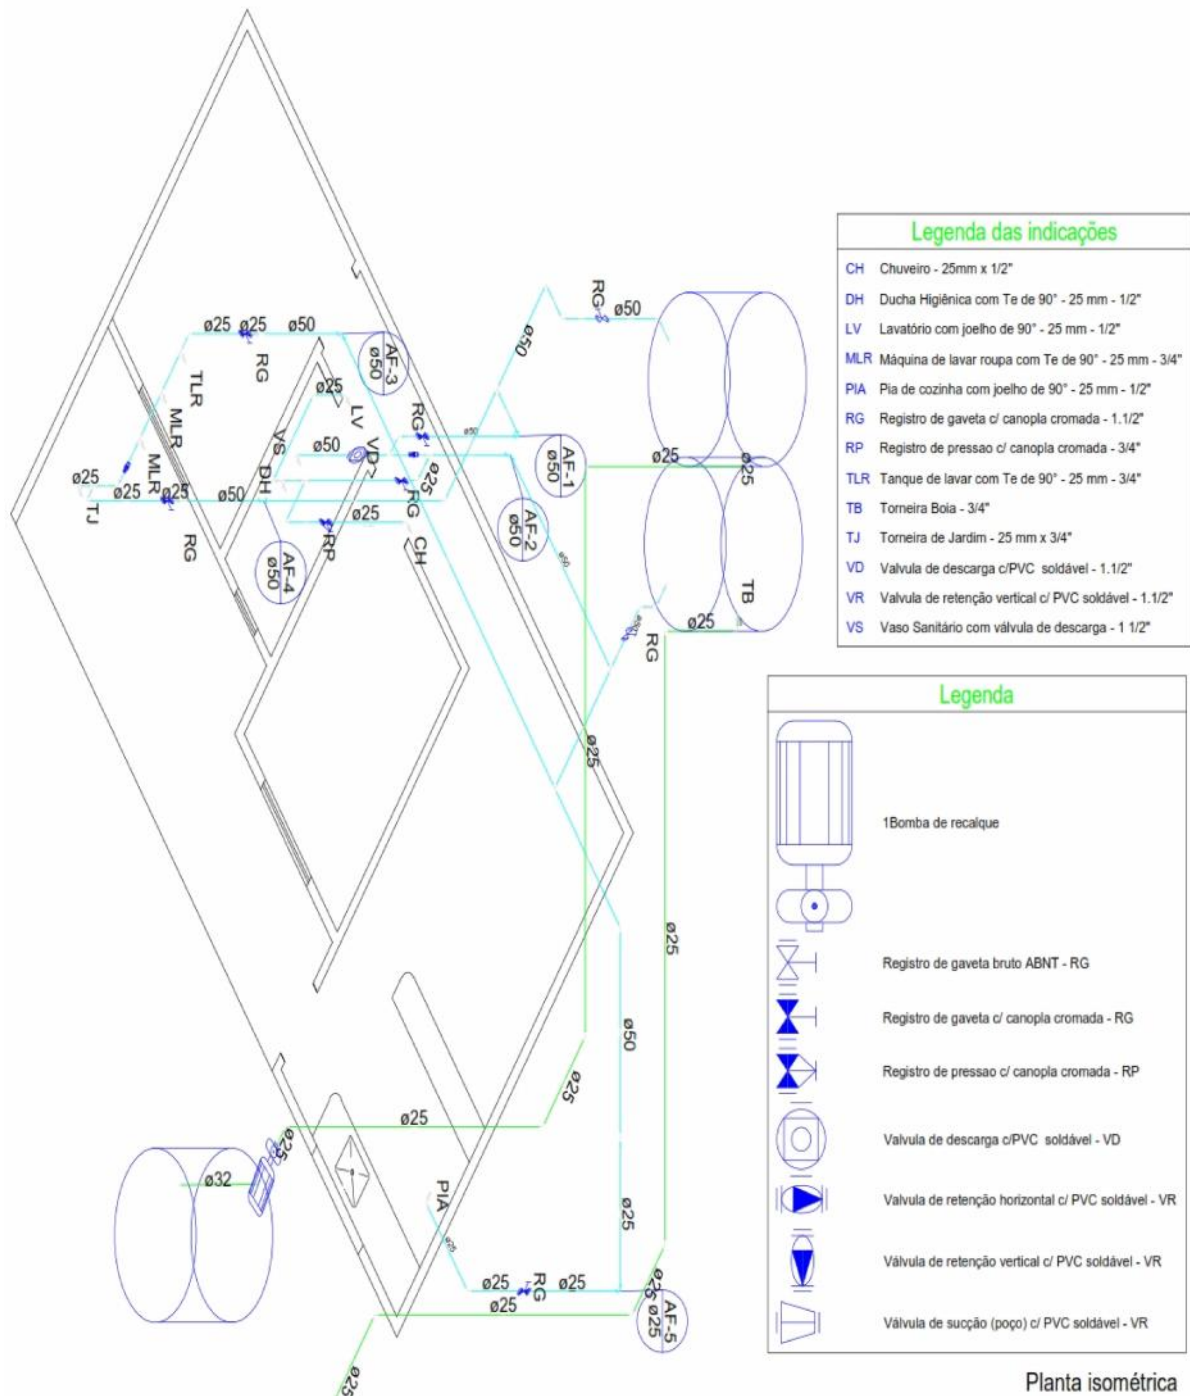 RG
ø50
ø50
ø25
ø25
ø50
RG
AF-3
ø50
ø25
TLR
MLR
LV
VS
ø50
VD
RG
ø50
AF-1
ø50
ø25
ø25
MLR
DH
ø25
ø25
ø25
ø25
ø50
TJ
RG
RG
AF-2
ø50
ø25
RP
CH
AF-4
ø50
ø50
TB
ø25
RG
ø25
ø25
ø50
ø25
ø25
ø25
ø32
PIA
ø25
ø25
ø25
RG
ø25
ø25
AF-5
ø25
ø25
ø25
Legenda das indicações
CH Chuveiro - 25mm x 1/2"
DH Ducha Higiênica com Te de 90° - 25 mm - 1/2"
LV Lavatório com joelho de 90° - 25 mm - 1/2"
MLR Máquina de lavar roupa com Te de 90° - 25 mm - 3/4"
PIA Pia de cozinha com joelho de 90° - 25 mm - 1/2"
RG Registro de gaveta c/ canopla cromada - 1.1/2"
RP Registro de pressao c/ canopla cromada - 3/4"
TLR Tanque de lavar com Te de 90° - 25 mm - 3/4"
TB Torneira Boia - 3/4"
TJ Torneira de Jardim - 25 mm x 3/4"
VD Valvula de descarga c/PVC soldável - 1.1/2"
VR Valvula de retenção vertical c/ PVC soldável - 1.1/2"
VS Vaso Sanitário com válvula de descarga - 1 1/2"
Legenda
1Bomba de recalque
Registro de gaveta bruto ABNT - RG
Registro de gaveta c/ canopla cromada - RG
Registro de pressao c/ canopla cromada - RP
Valvula de descarga c/PVC soldável - VD
Valvula de retenção horizontal c/ PVC soldável - VR
Válvula de retenção vertical c/ PVC soldável - VR
Válvula de sucção (poço) c/ PVC soldável - VR
Planta isométrica